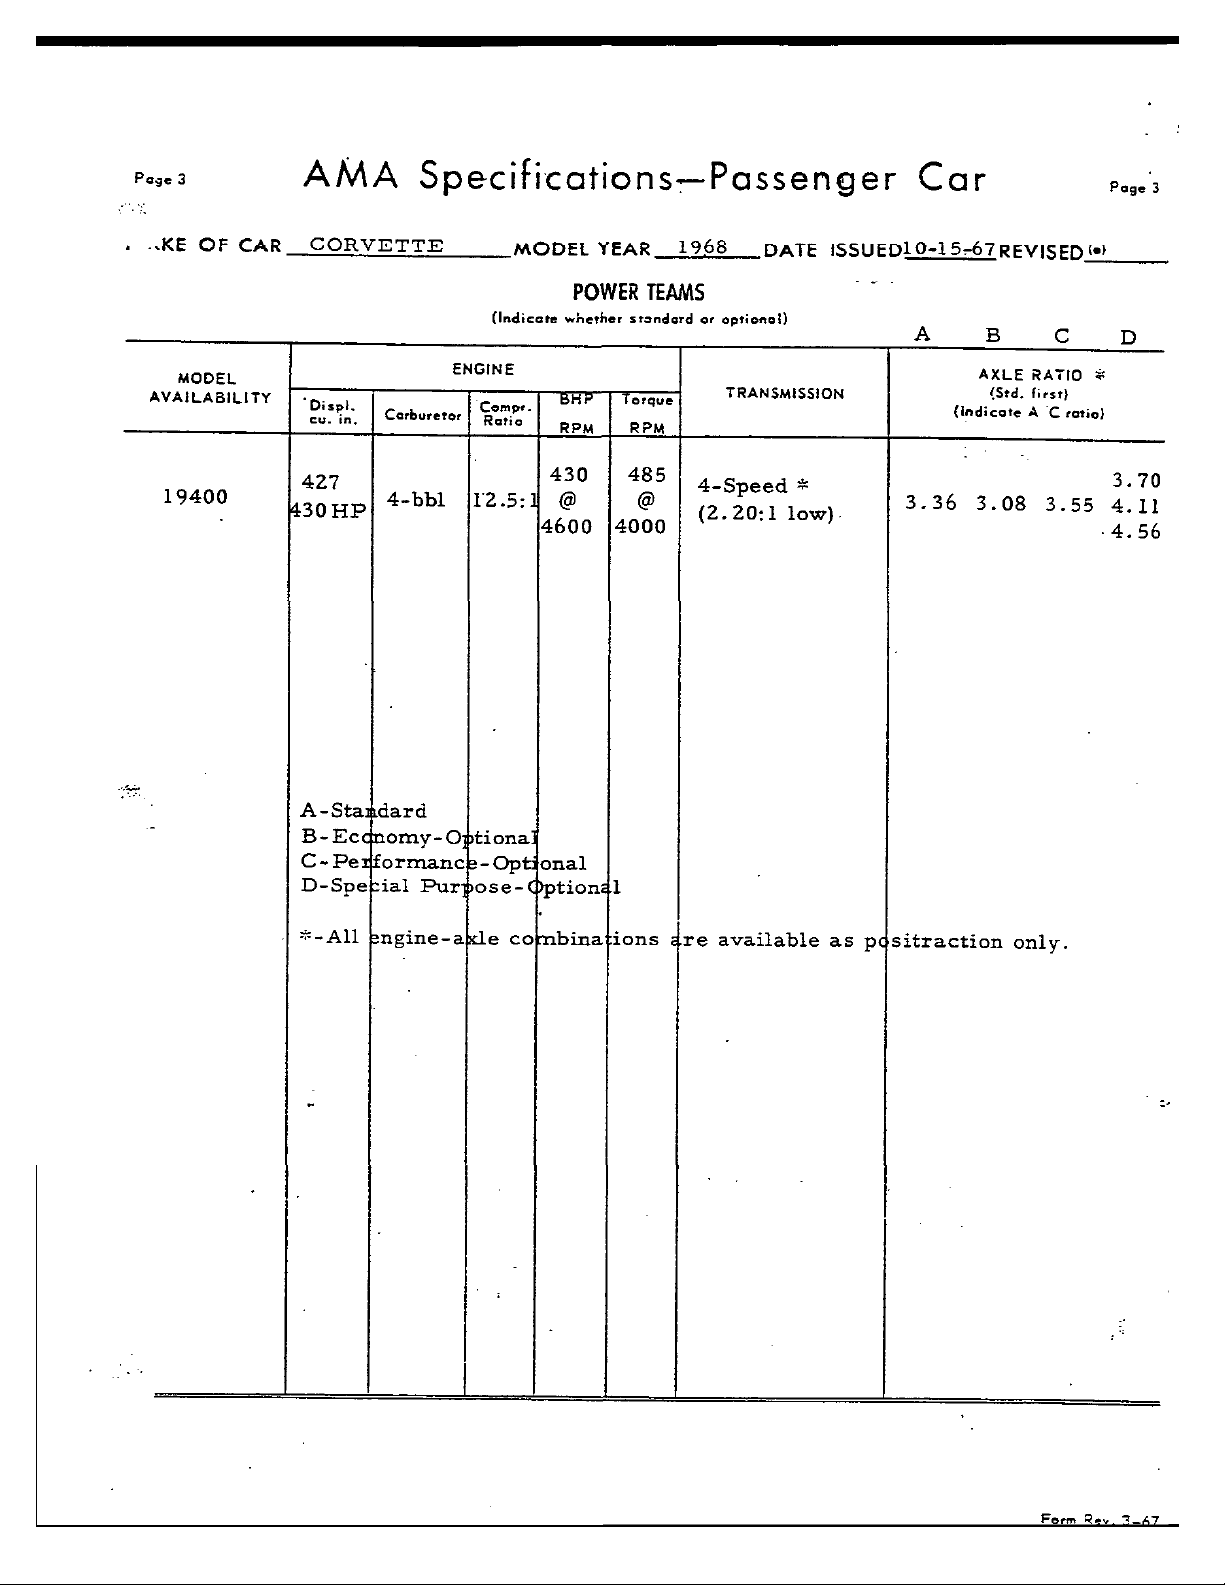 Page 3 AMA Specifications—Passenger Car Page 3
KE OF CAR CORVETTE MODEL YEAR 1968 DATE ISSUED 10-15-67 REVISED (•)
POWER TEAMS
(Indicate whether standard or optional)
A B C D
MODEL AVAILABILITY
ENGINE
Displ. cu. in.
Carburetor
Compr. Ratio
BHP RPM
Torque RPM
TRANSMISSION
AXLE RATIO *
(Std. first)
(Indicate A C ratio)
19400
427
430 HP
4-bbl
12.5:1
430
@
4600
485
@
4000
4-Speed *
(2.20:1 low)
3.36 3.08 3.55
3.70
4.11
4.56
A-Standard
B-Economy-Optional
C-Performance-Optional
D-Special Purpose-Optional
*-All engine-axle combinations are available as positraction only.
Form Rev. 3-67